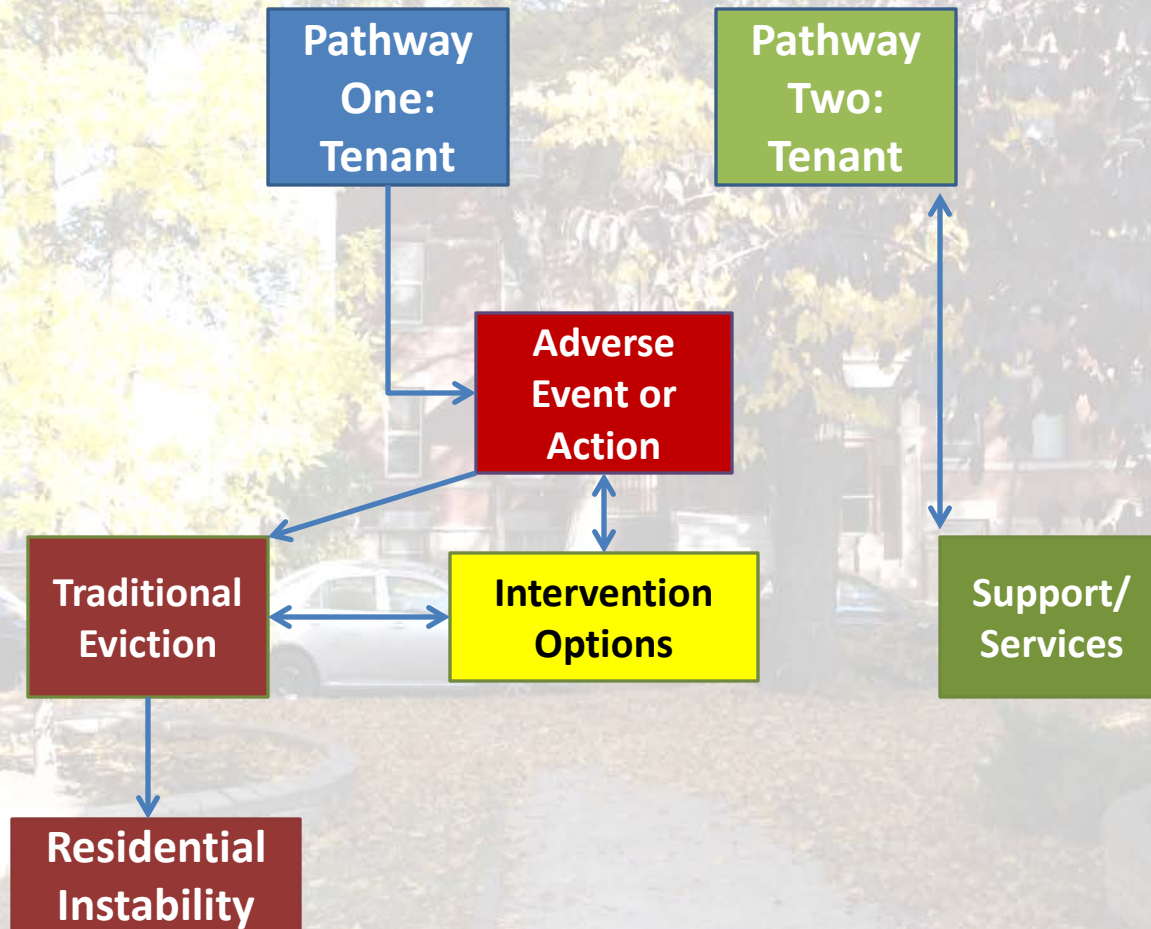 Pathway
One:
Tenant
Pathway
Two:
Tenant
Adverse
Event or
Action
Traditional
Eviction
Intervention
Options
Support/
Services
Residential
Instability